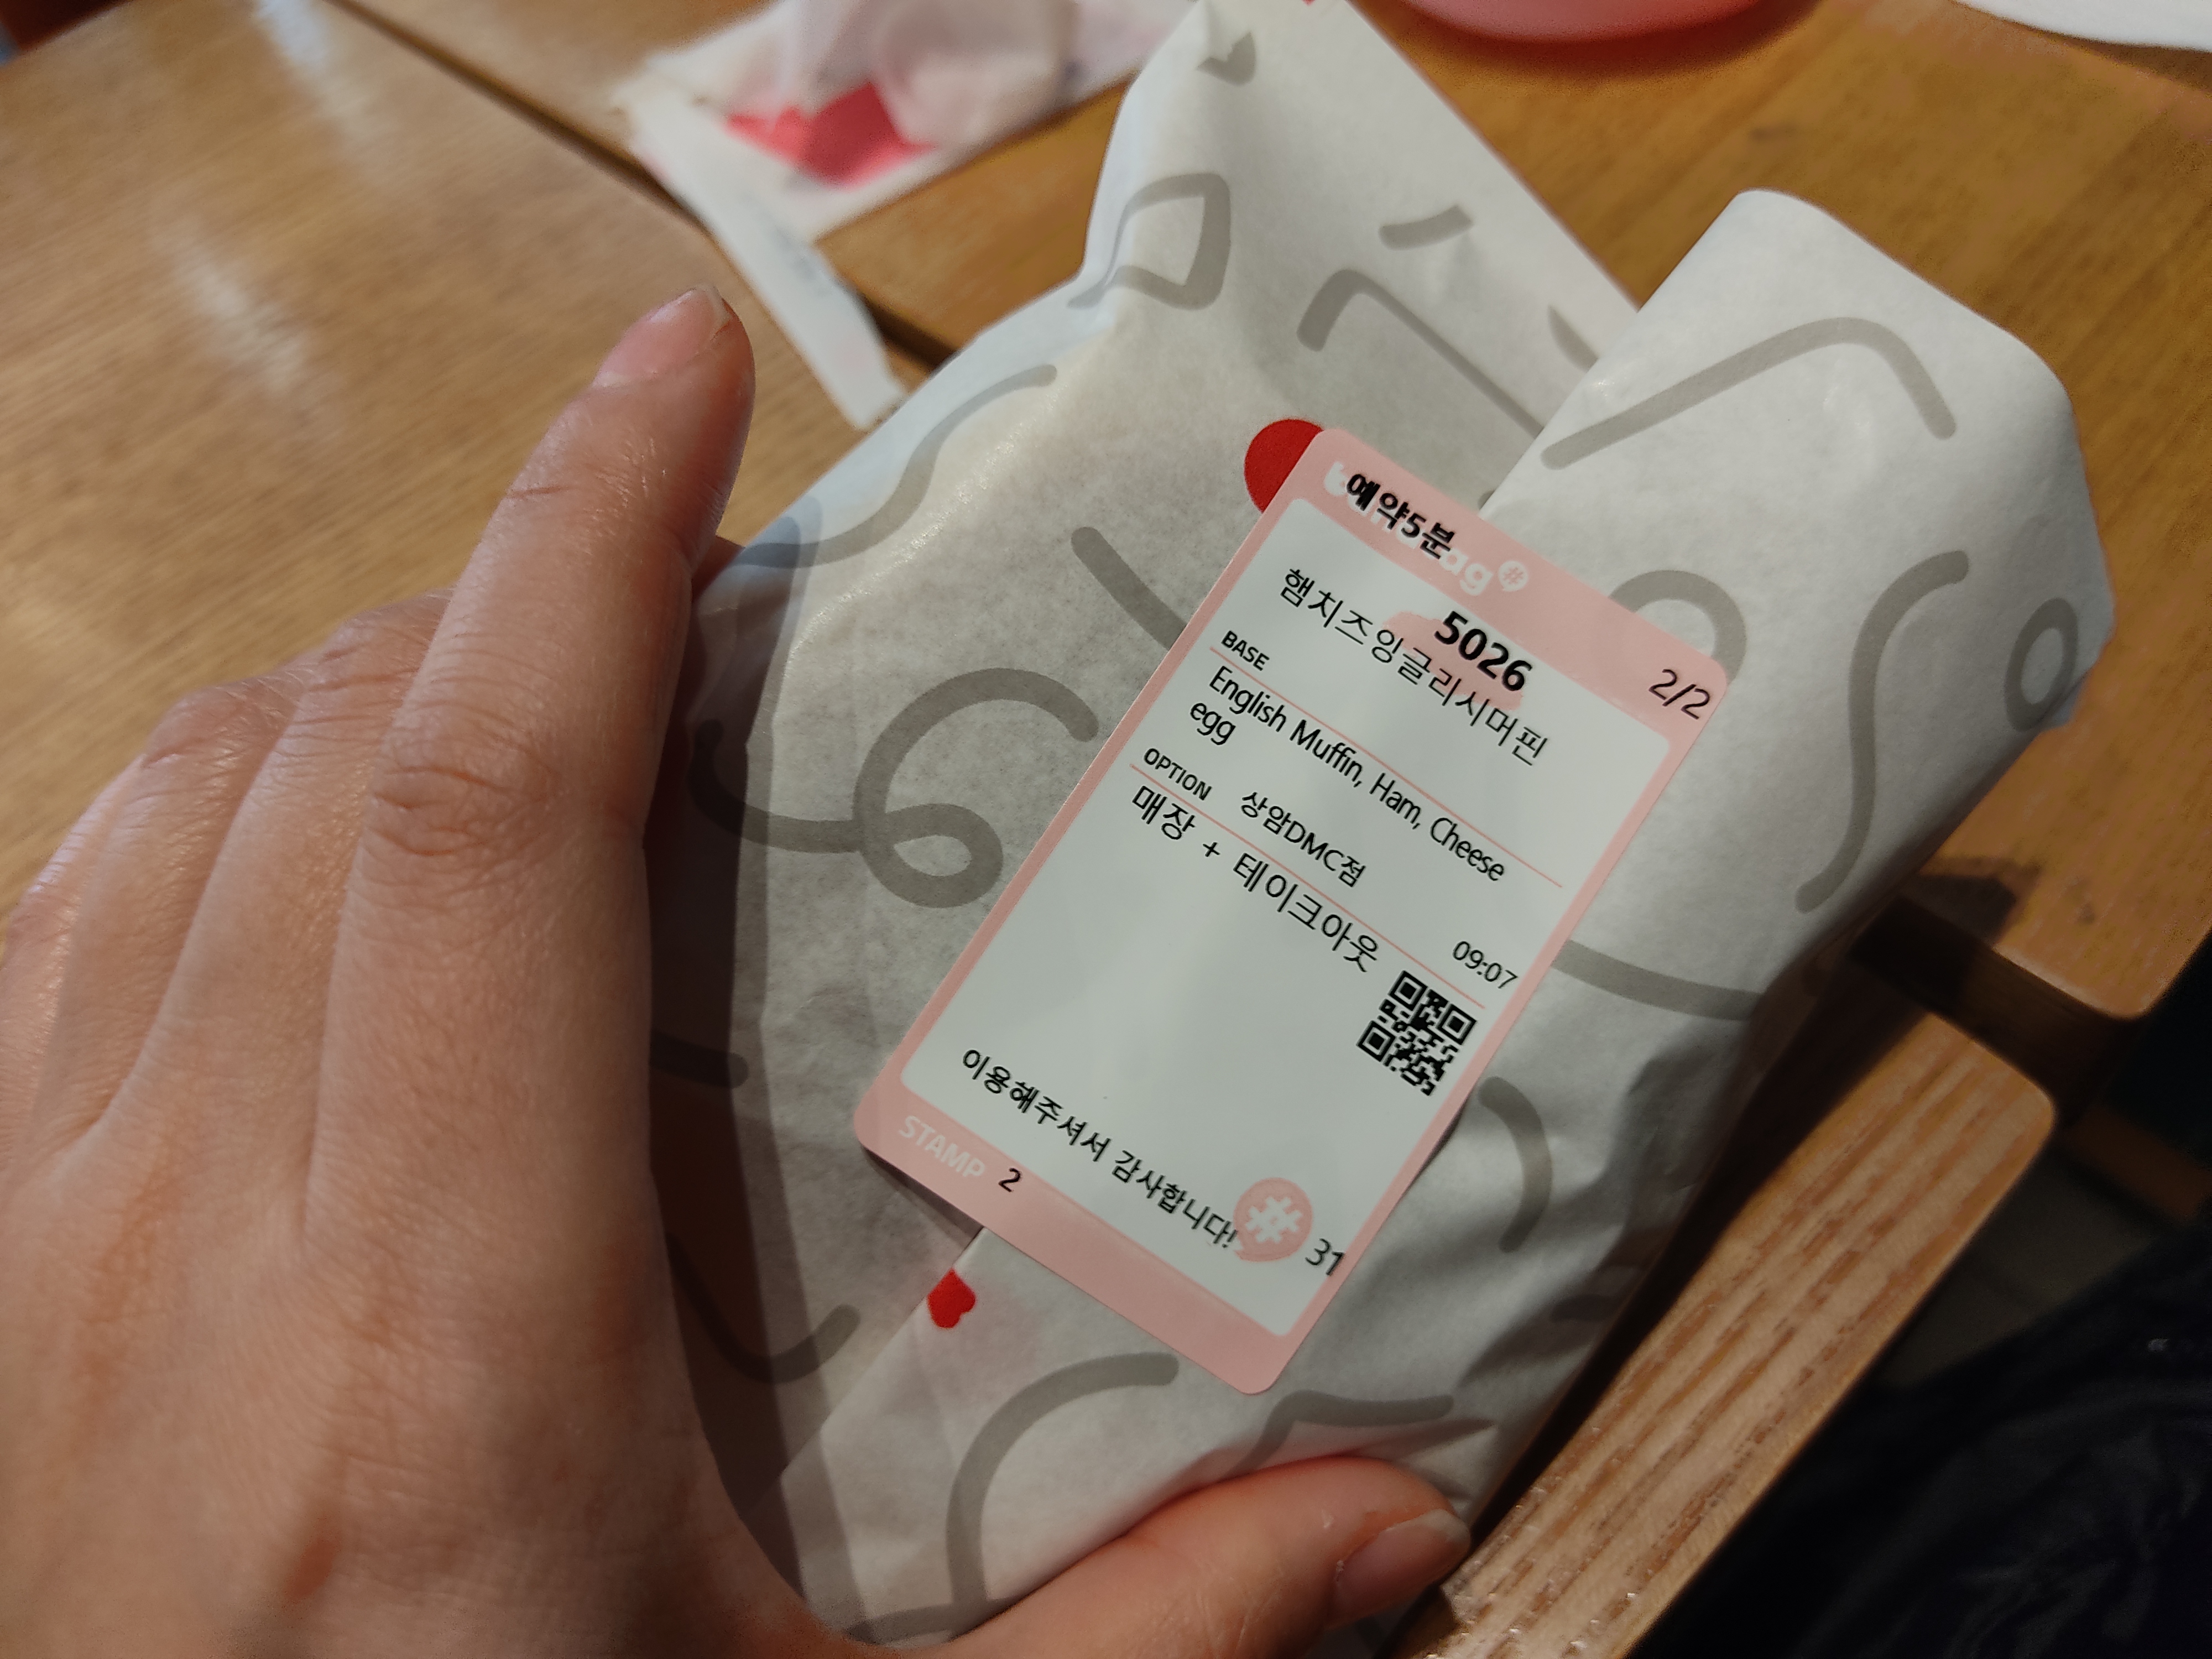 예약5분
5026
2/2
햄치즈잉글리시머핀
BASE
English Muffin, Ham, Cheese
egg
OPTION 상암DMC점 09:07
매장 + 테이크아웃
이용해주셔서 감사합니다!
31
STAMP 2